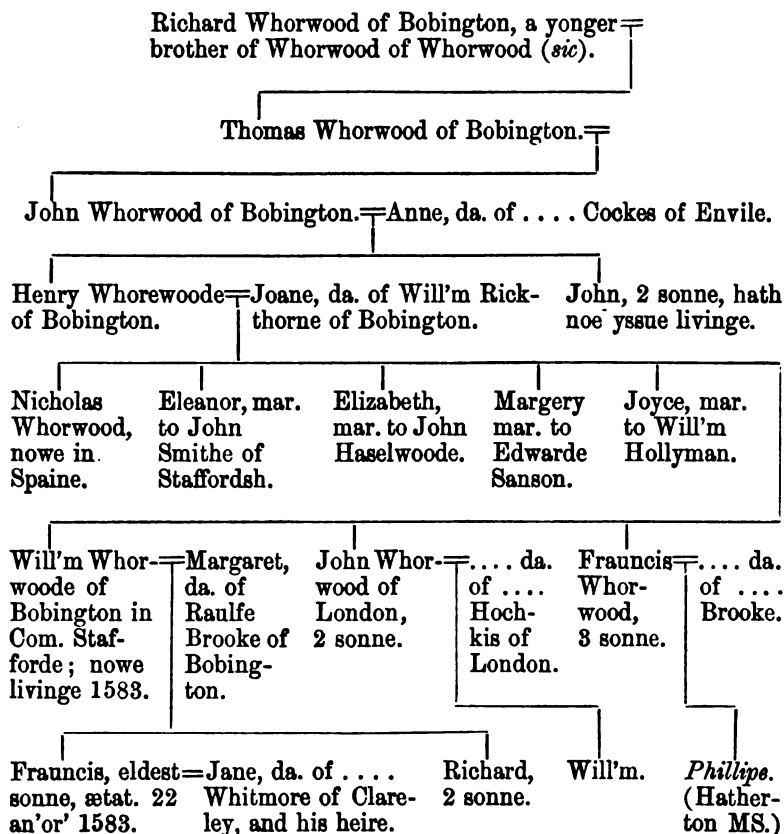 Richard Whorwood of Bobington, a yonger
brother of Whorwood of Whorwood (sic).
Thomas Whorwood of Bobington.
John Whorwood of Bobington.
Anne, da. of . . . . Cockes of Envile.
Henry Whorewoode
of Bobington.
Joane, da. of Will'm Rick-
thorne of Bobington.
John, 2 sonne, hath
noe yssue livinge.
Nicholas
Whorwood,
nowe in
Spaine.
Eleanor, mar.
to John
Smithe of
Staffordsh.
Elizabeth,
mar. to John
Haselwoode.
Margery
mar. to
Edwarde
Sanson.
Joyce, mar.
to Will'm
Hollyman.
Will'm Whor-
woode of
Bobington in
Com. Staf-
forde; nowe
livinge 1583.
Margaret,
da. of
Raulfe
Brooke of
Bobing-
ton.
John Whor-
wood of
London,
2 sonne.
. . . . da.
of . . . .
Hoch-
kis of
London.
Frauncis
Whor-
wood,
3 sonne.
. . . . da.
of . . . .
Brooke.
Frauncis, eldest
sonne, ætat. 22
an'or' 1583.
Jane, da. of . . . .
Whitmore of Clare-
ley, and his heire.
Richard,
2 sonne.
Will'm.
Phillipe.
(Hather-
ton MS.)